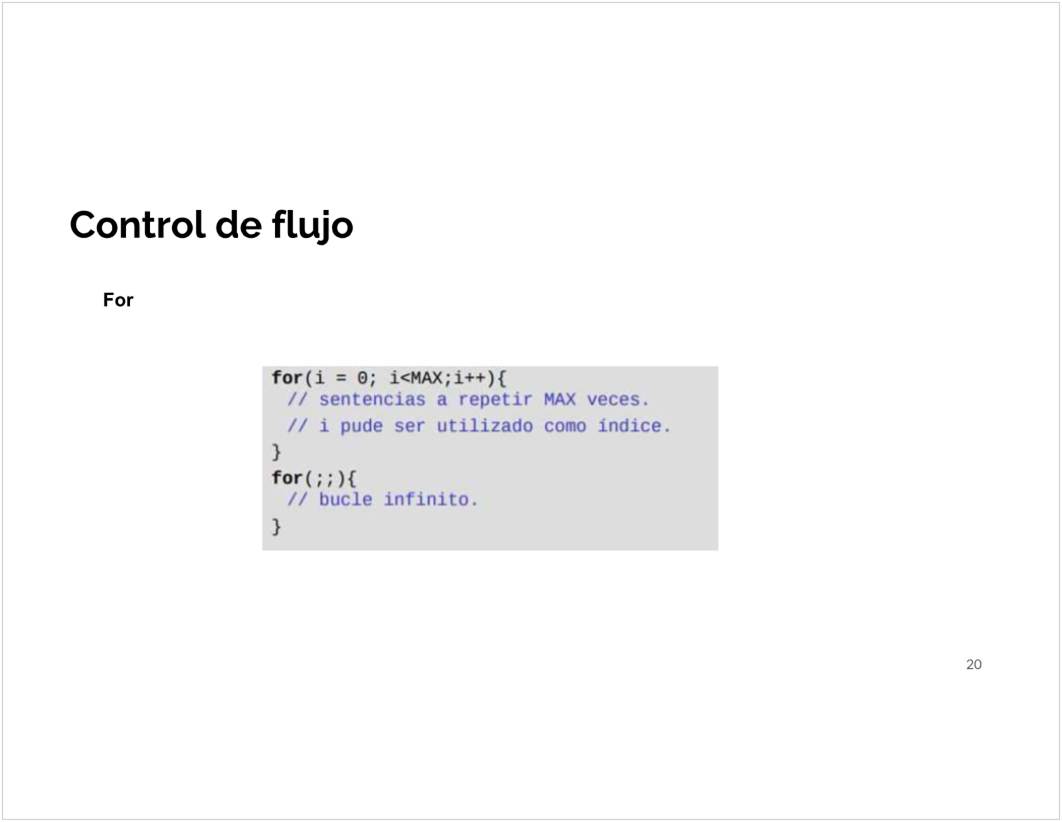 Control de flujo
For
for(i = 0; i<MAX;i++){
// sentencias a repetir MAX veces.
// i pude ser utilizado como índice.
}
for(;;){
// bucle infinito.
}
20